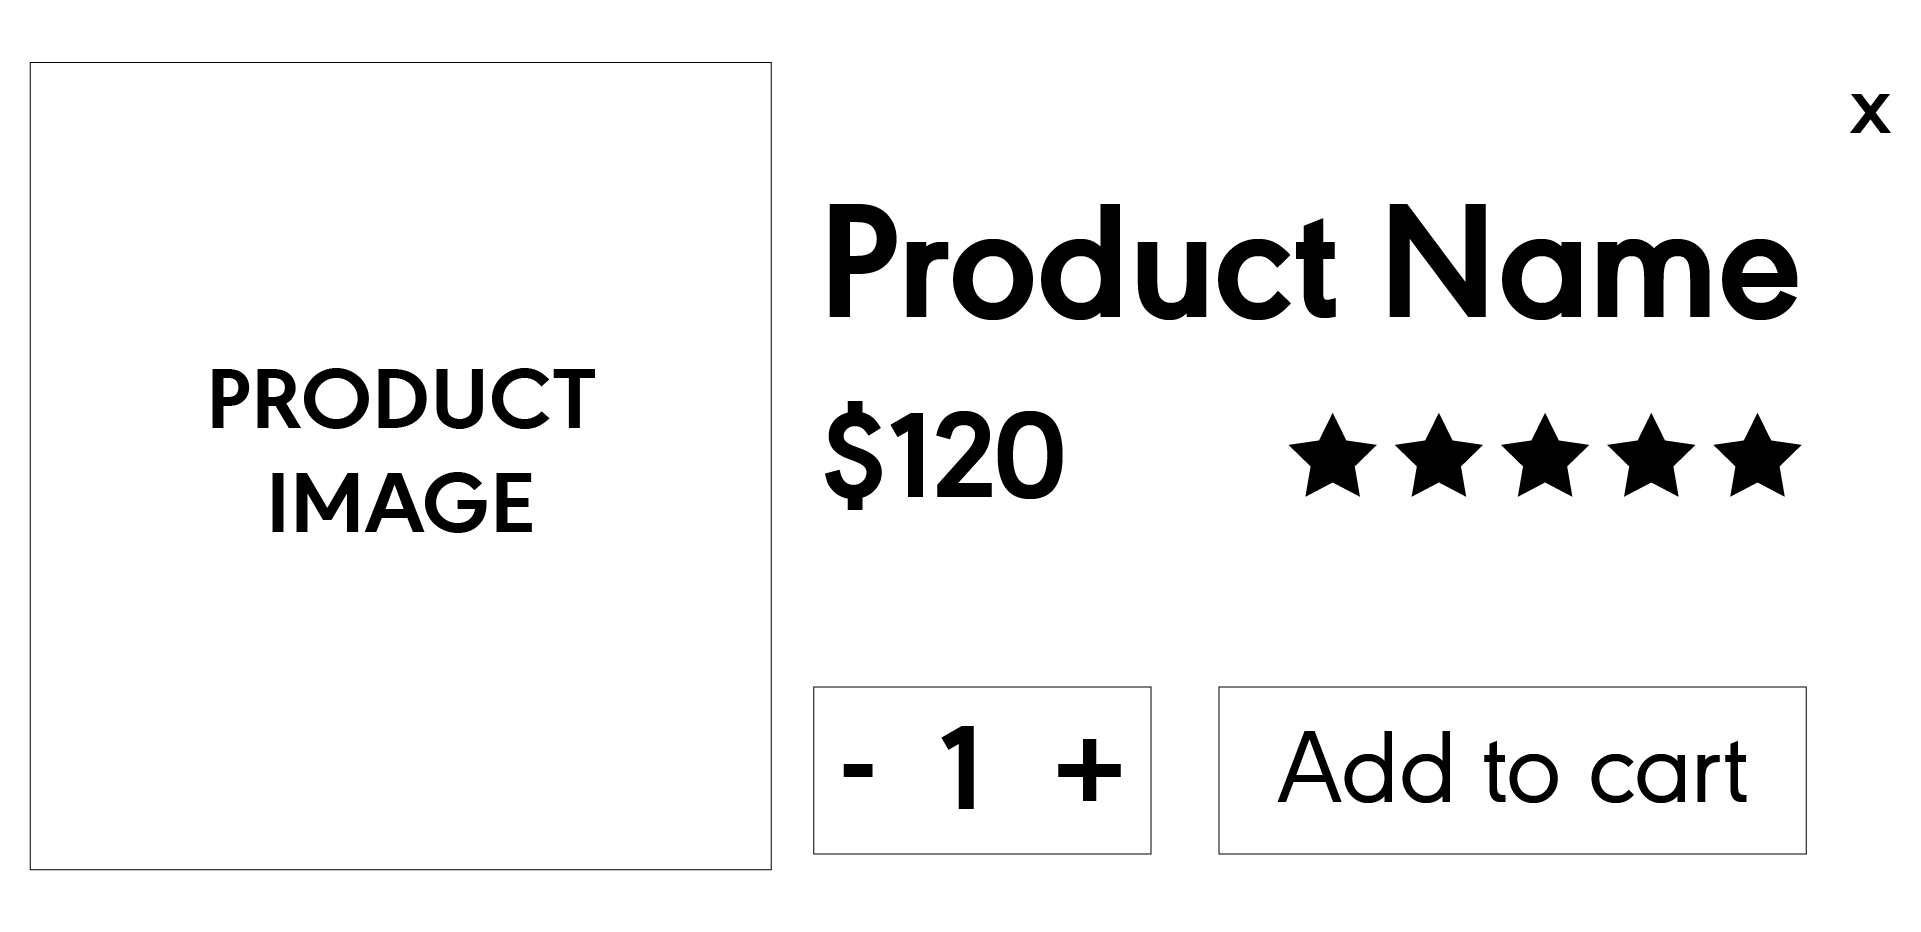 x
PRODUCT
IMAGE
Product Name
$120
- 1 +
Add to cart